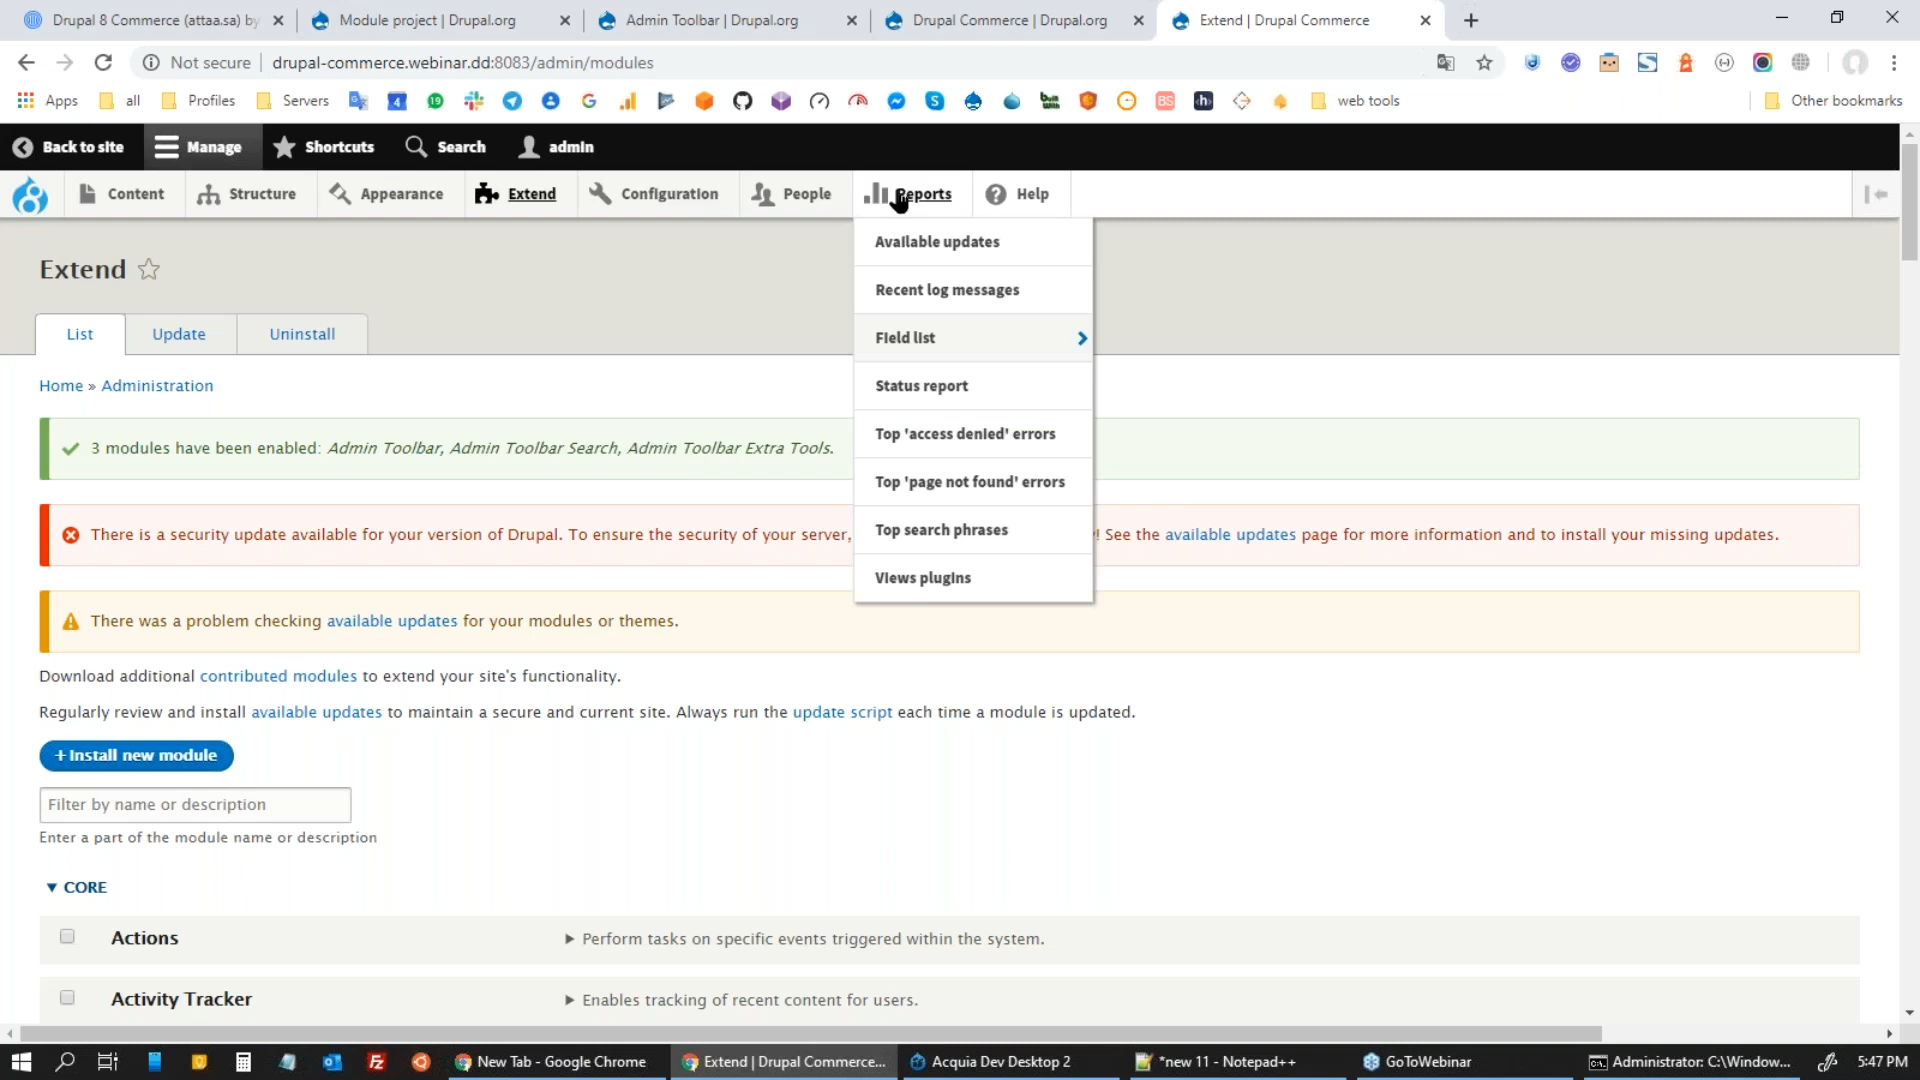 Drupal 8 Commerce (attaa.sa) by
Module project | Drupal.org
Admin Toolbar | Drupal.org
Drupal Commerce | Drupal.org
Extend | Drupal Commerce
Not secure
drupal-commerce.webinar.dd:8083/admin/modules
Apps
all
Profiles
Servers
web tools
Other bookmarks
Back to site
Manage
Shortcuts
Search
admin
Content
Structure
Appearance
Extend
Configuration
People
Reports
Help
Available updates
Recent log messages
Field list
Status report
Top 'access denied' errors
Top 'page not found' errors
Top search phrases
Views plugins
Extend
List
Update
Uninstall
Home » Administration
3 modules have been enabled: Admin Toolbar, Admin Toolbar Search, Admin Toolbar Extra Tools.
There is a security update available for your version of Drupal. To ensure the security of your server,
! See the available updates page for more information and to install your missing updates.
There was a problem checking available updates for your modules or themes.
Download additional contributed modules to extend your site's functionality.
Regularly review and install available updates to maintain a secure and current site. Always run the update script each time a module is updated.
+ Install new module
Filter by name or description
Enter a part of the module name or description
▼ CORE
Actions
► Perform tasks on specific events triggered within the system.
Activity Tracker
► Enables tracking of recent content for users.
New Tab - Google Chrome
Extend | Drupal Commerce...
Acquia Dev Desktop 2
*new 11 - Notepad++
GoToWebinar
Administrator: C:\Window...
5:47 PM